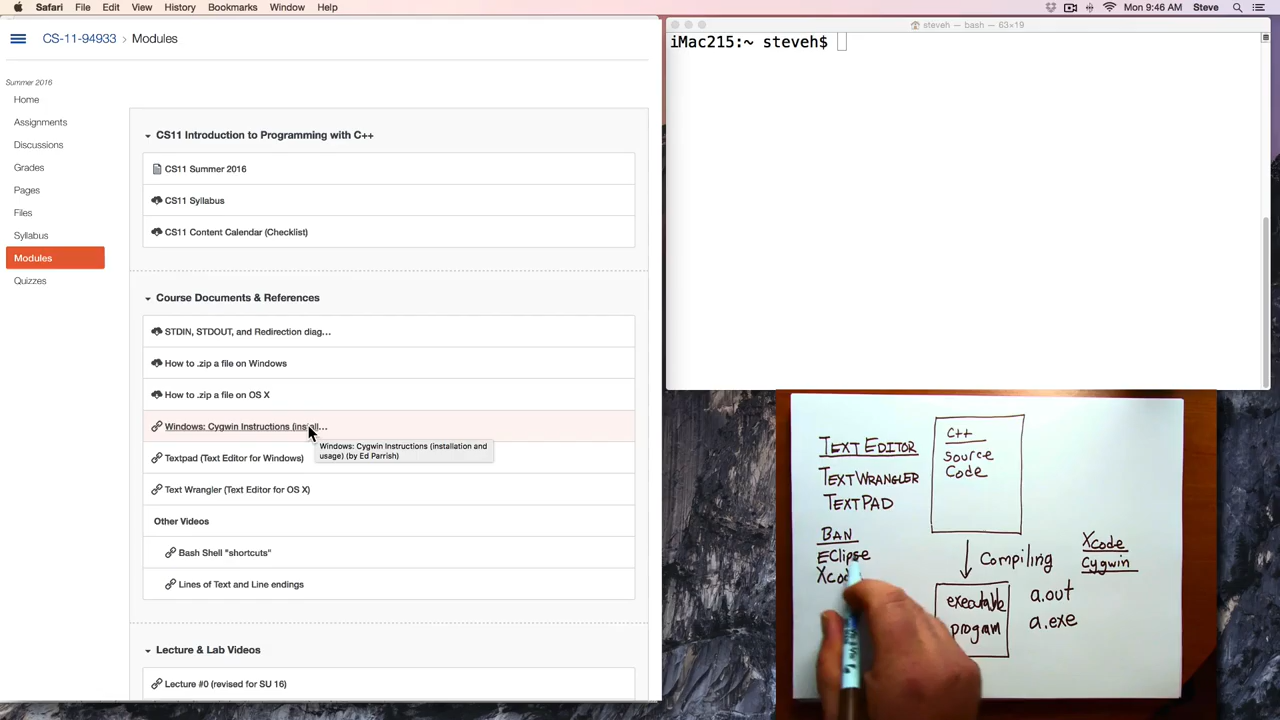 Safari File Edit View History Bookmarks Window Help
Mon 9:46 AM Steve
CS-11-94933 › Modules
Summer 2016
Home
Assignments
Discussions
Grades
Pages
Files
Syllabus
Modules
Quizzes
CS11 Introduction to Programming with C++
CS11 Summer 2016
CS11 Syllabus
CS11 Content Calendar (Checklist)
Course Documents & References
STDIN, STDOUT, and Redirection diag...
How to .zip a file on Windows
How to .zip a file on OS X
Windows: Cygwin Instructions (install...
Windows: Cygwin Instructions (installation and
usage) (by Ed Parrish)
Textpad (Text Editor for Windows)
Text Wrangler (Text Editor for OS X)
Other Videos
Bash Shell "shortcuts"
Lines of Text and Line endings
Lecture & Lab Videos
Lecture #0 (revised for SU 16)
steveh — bash — 63×19
iMac215:~ steveh$
TEXT EDITOR
TEXTWRANGLER
TEXTPAD
BAN
EClipse
Xcod
C++
Source
Code
Compiling
executable
program
a.out
a.exe
Xcode
Cygwin